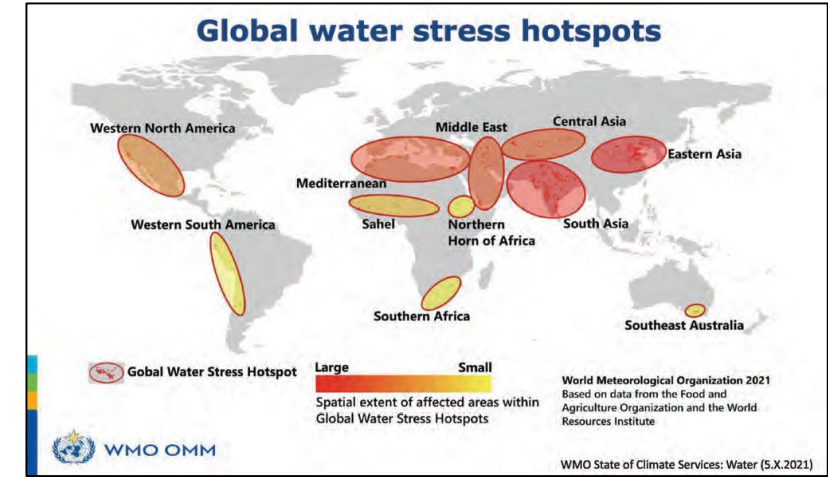 Global water stress hotspots
Western North America
Middle East
Central Asia
Eastern Asia
Mediterranean
Western South America
Sahel
Northern
Horn of Africa
South Asia
Southern Africa
Southeast Australia
Gobal Water Stress Hotspot
Large
Small
Spatial extent of affected areas within
Global Water Stress Hotspots
World Meteorological Organization 2021
Based on data from the Food and
Agriculture Organization and the World
Resources Institute
WMO OMM
WMO State of Climate Services: Water (5.X.2021)